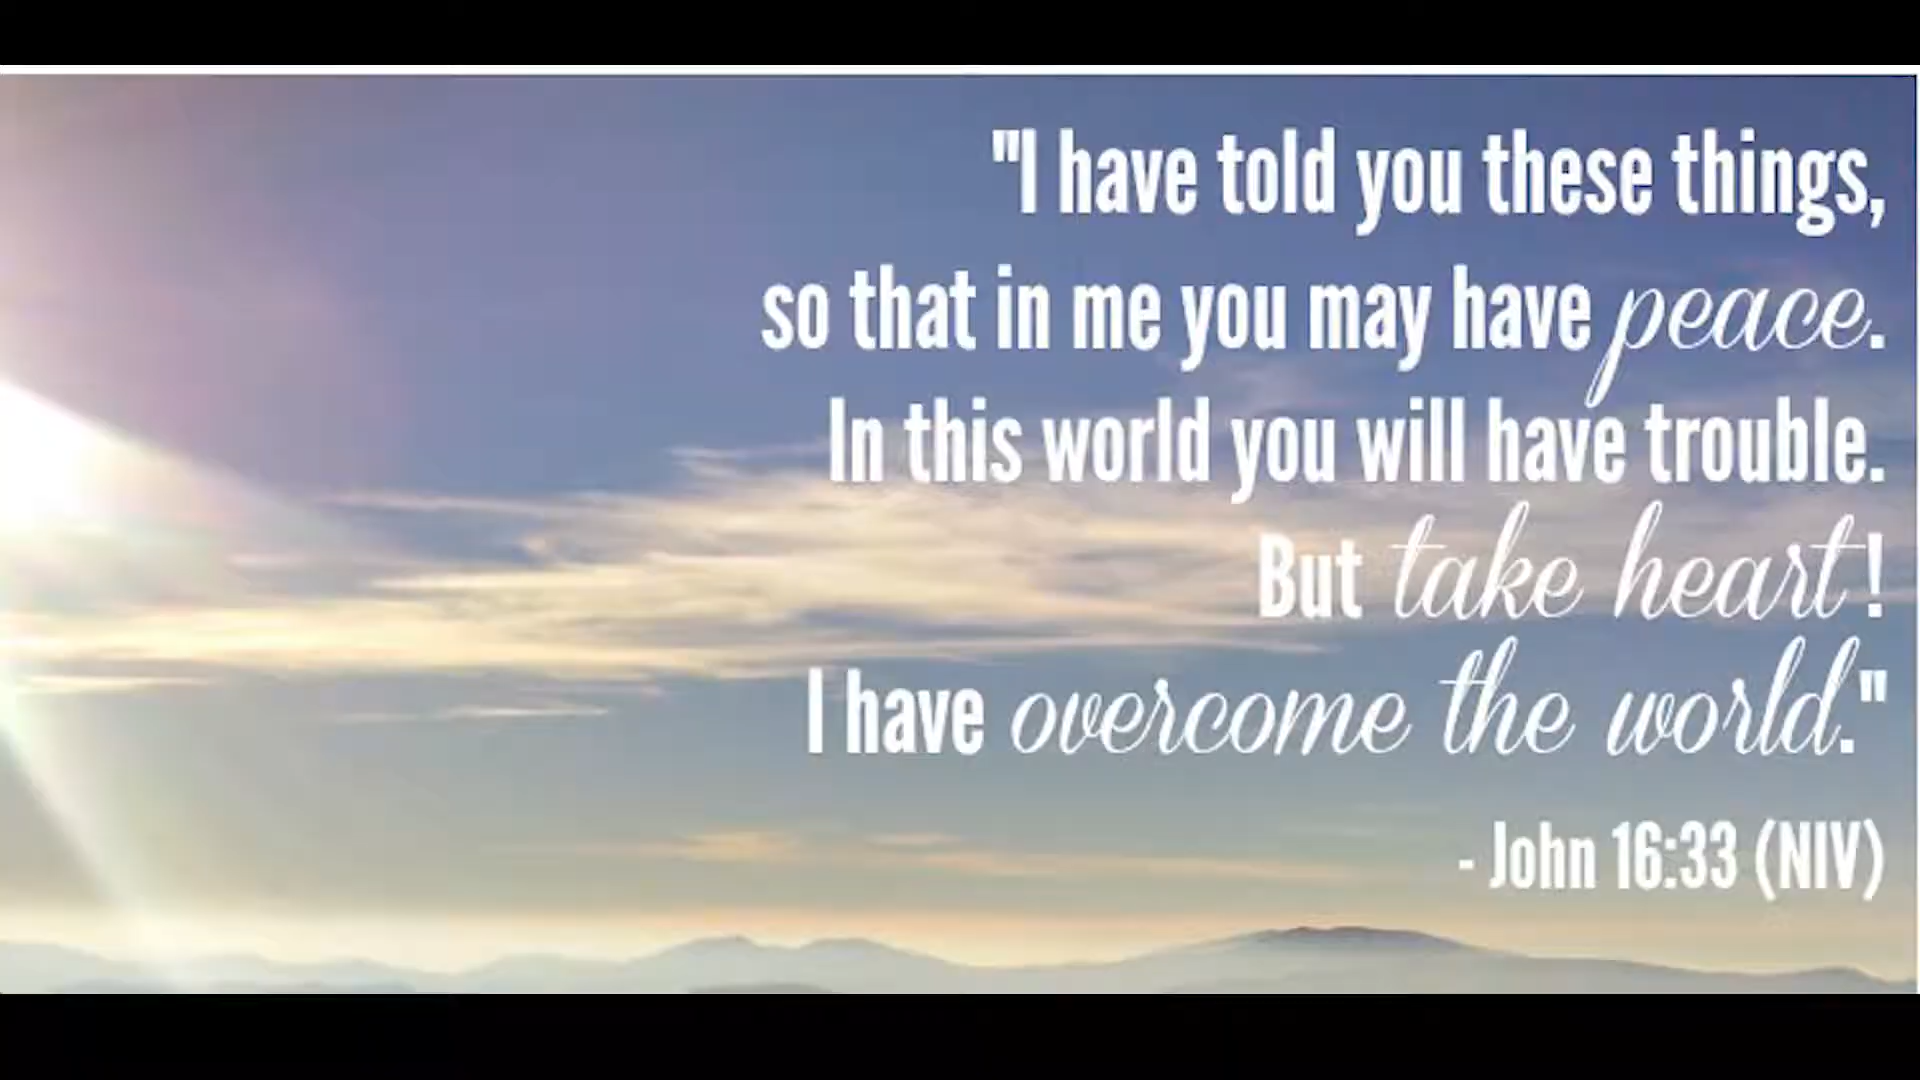 "I have told you these things,
so that in me you may have peace.
In this world you will have trouble.
But take heart!
I have overcome the world."
- John 16:33 (NIV)